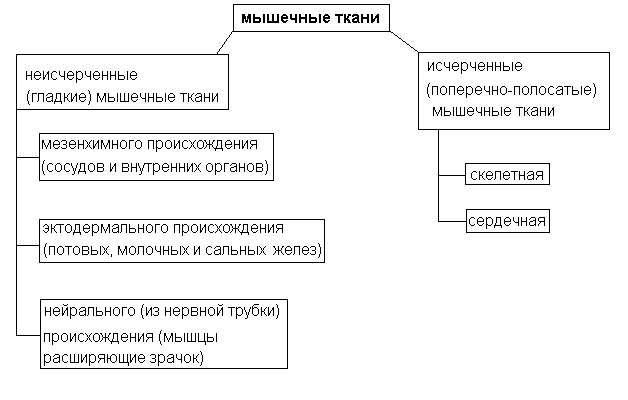 мышечные ткани
неисчерченные
(гладкие) мышечные ткани
мезенхимного происхождения
(сосудов и внутренних органов)
эктодермального происхождения
(потовых, молочных и сальных желез)
нейрального (из нервной трубки)
происхождения (мышцы
расширяющие зрачок)
исчерченные
(поперечно-полосатые)
мышечные ткани
скелетная
сердечная